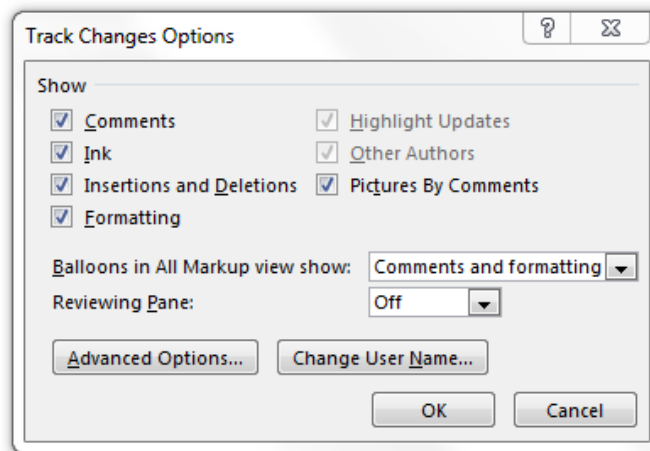 Track Changes Options
Show
Comments
Highlight Updates
Ink
Other Authors
Insertions and Deletions
Pictures By Comments
Formatting
Balloons in All Markup view show: Comments and formatting
Reviewing Pane: Off
Advanced Options... Change User Name...
OK Cancel